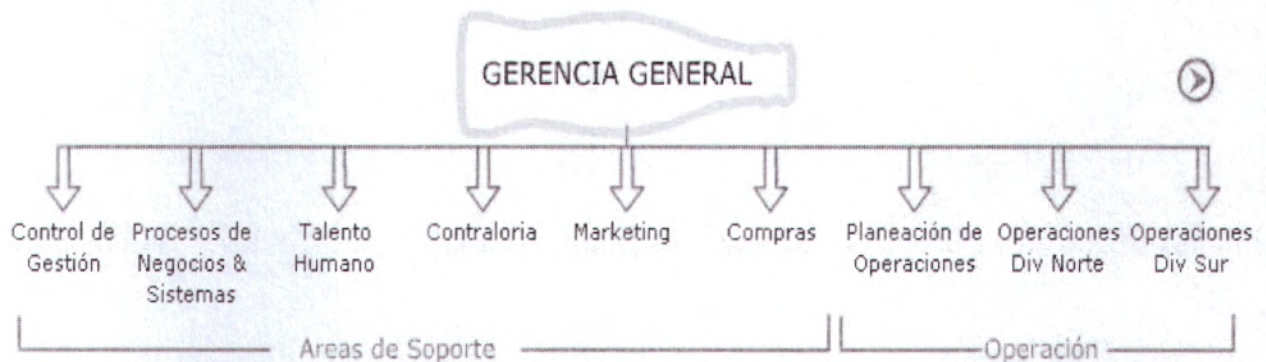 GERENCIA GENERAL
Control de
Gestión
Procesos de
Negocios &
Sistemas
Talento
Humano
Contraloria
Marketing
Compras
Planeación de
Operaciones
Operaciones
Div Norte
Operaciones
Div Sur
Areas de Soporte
Operación